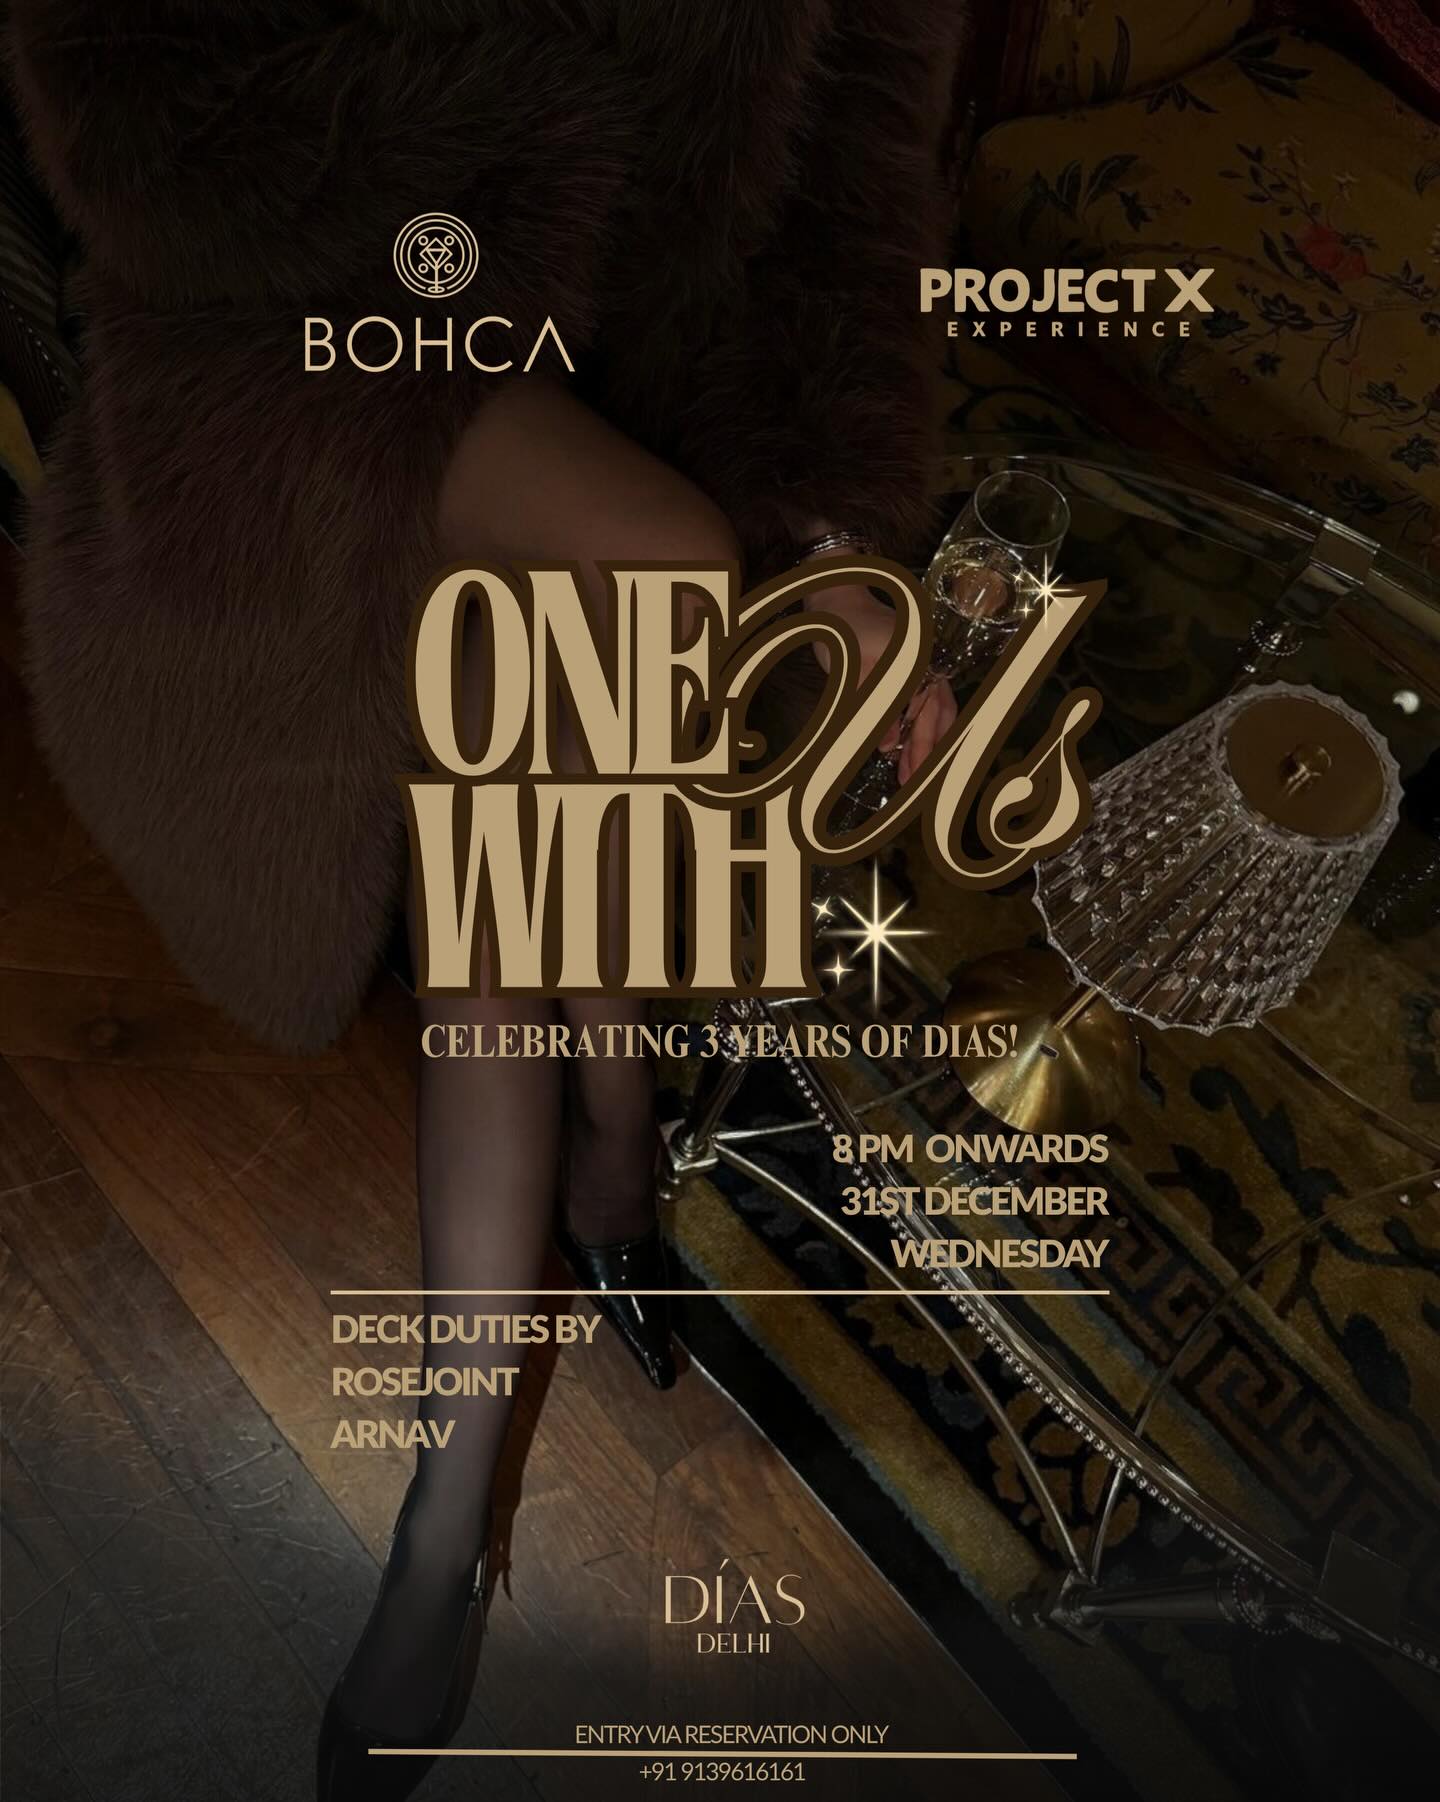 BOHCA
PROJECT X
EXPERIENCE
ONE
WITH
Us
CELEBRATING 3 YEARS OF DIAS!
8 PM ONWARDS
31ST DECEMBER
WEDNESDAY
DECK DUTIES BY
ROSEJOINT
ARNAV
DÍAS
DELHI
ENTRY VIA RESERVATION ONLY
+91 9139616161